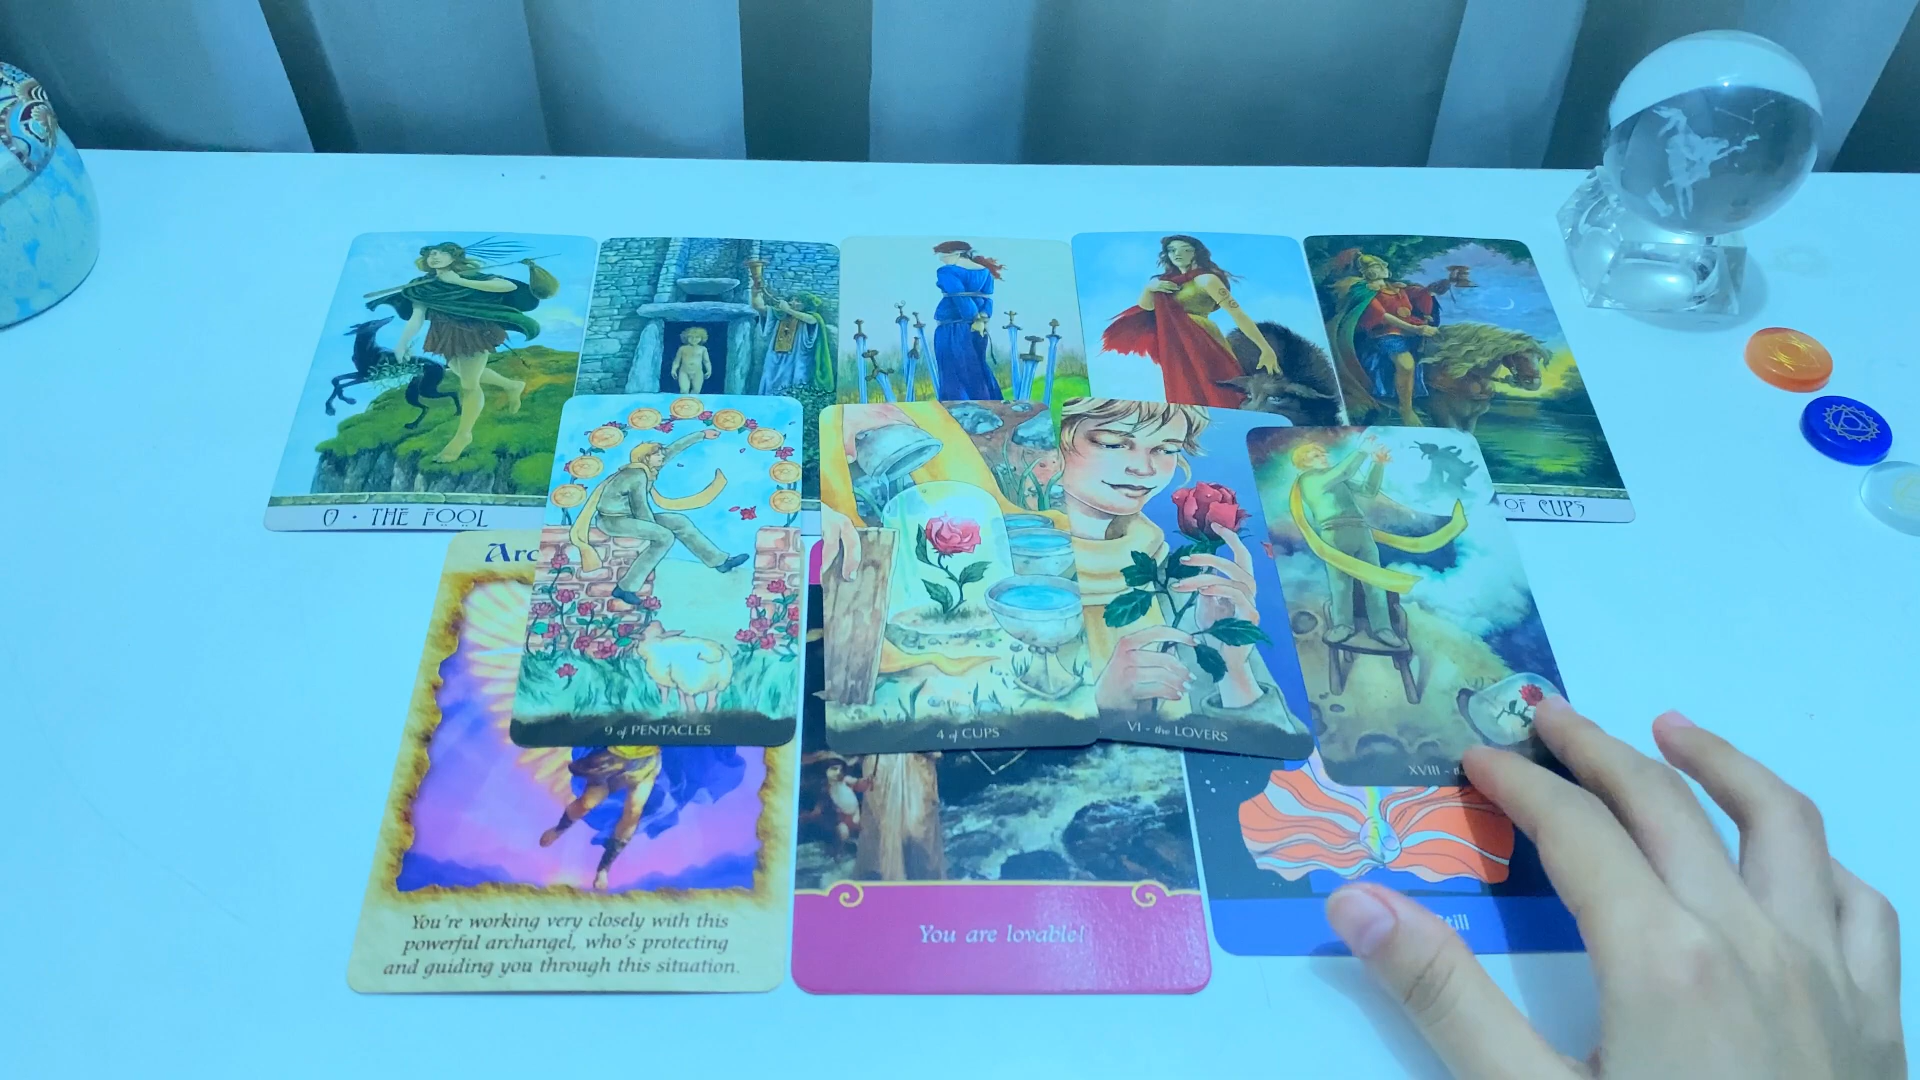 0 · THE FOOL
OF CUPS
9 of PENTACLES
4 of CUPS
VI - the LOVERS
XVIII -
You're working very closely with this
powerful archangel, who's protecting
and guiding you through this situation.
You are lovable!